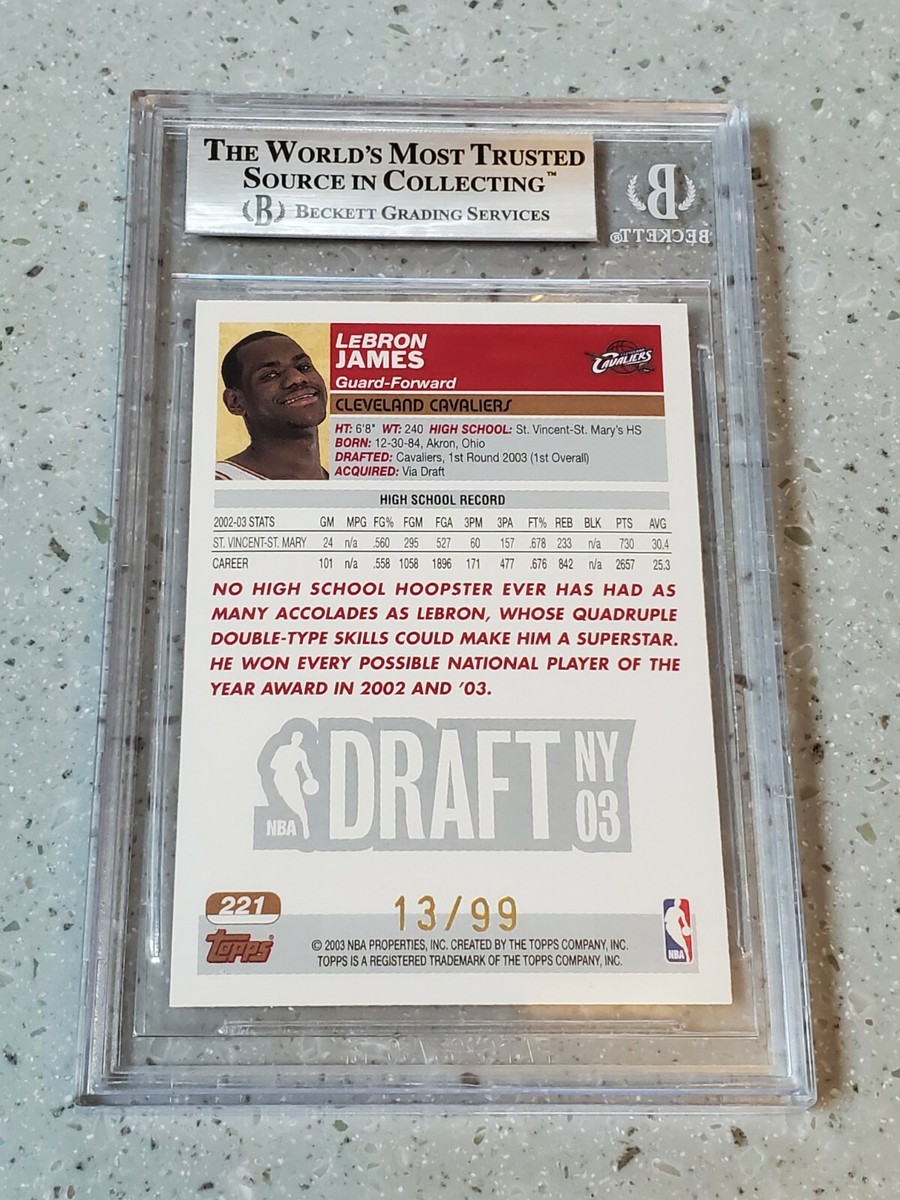 THE WORLD'S MOST TRUSTED
SOURCE IN COLLECTING™
B BECKETT GRADING SERVICES
B
BECKETT®
LEBRON
JAMES
Guard-Forward
CAVALIERS
CLEVELAND CAVALIERS
HT: 6'8" WT: 240 HIGH SCHOOL: St. Vincent-St. Mary's HS
BORN: 12-30-84, Akron, Ohio
DRAFTED: Cavaliers, 1st Round 2003 (1st Overall)
ACQUIRED: Via Draft
HIGH SCHOOL RECORD
2002-03 STATS GM MPG FG% FGM FGA 3PM 3PA FT% REB BLK PTS AVG
ST. VINCENT-ST. MARY 24 n/a .560 295 527 60 157 .678 233 n/a 730 30.4
CAREER 101 n/a .558 1058 1896 171 477 .676 842 n/a 2657 25.3
NO HIGH SCHOOL HOOPSTER EVER HAS HAD AS
MANY ACCOLADES AS LEBRON, WHOSE QUADRUPLE
DOUBLE-TYPE SKILLS COULD MAKE HIM A SUPERSTAR.
HE WON EVERY POSSIBLE NATIONAL PLAYER OF THE
YEAR AWARD IN 2002 AND '03.
NBA DRAFT NY
03
221
13/99
Topps®
© 2003 NBA PROPERTIES, INC. CREATED BY THE TOPPS COMPANY, INC.
TOPPS IS A REGISTERED TRADEMARK OF THE TOPPS COMPANY, INC.
NBA